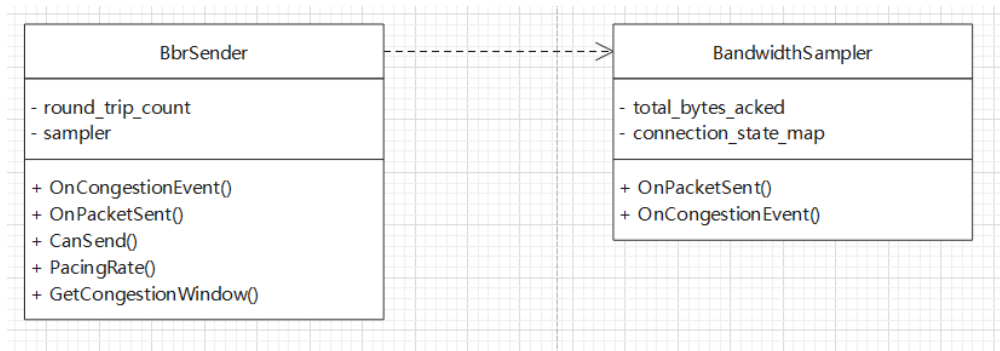 BbrSender
- round_trip_count
- sampler
+ OnCongestionEvent()
+ OnPacketSent()
+ CanSend()
+ PacingRate()
+ GetCongestionWindow()
BandwidthSampler
- total_bytes_acked
- connection_state_map
+ OnPacketSent()
+ OnCongestionEvent()